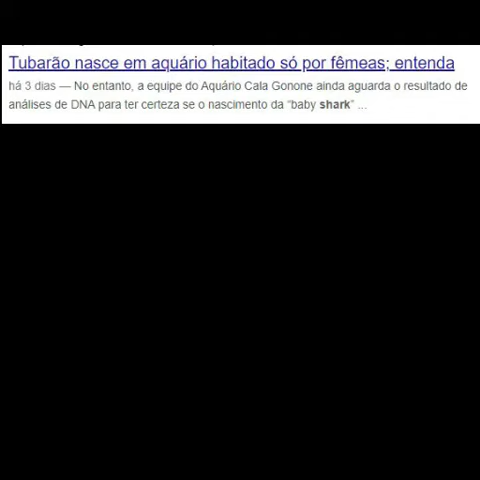 Tubarão nasce em aquário habitado só por fêmeas; entenda
há 3 dias — No entanto, a equipe do Aquário Cala Gonone ainda aguarda o resultado de
análises de DNA para ter certeza se o nascimento da “baby shark” ...